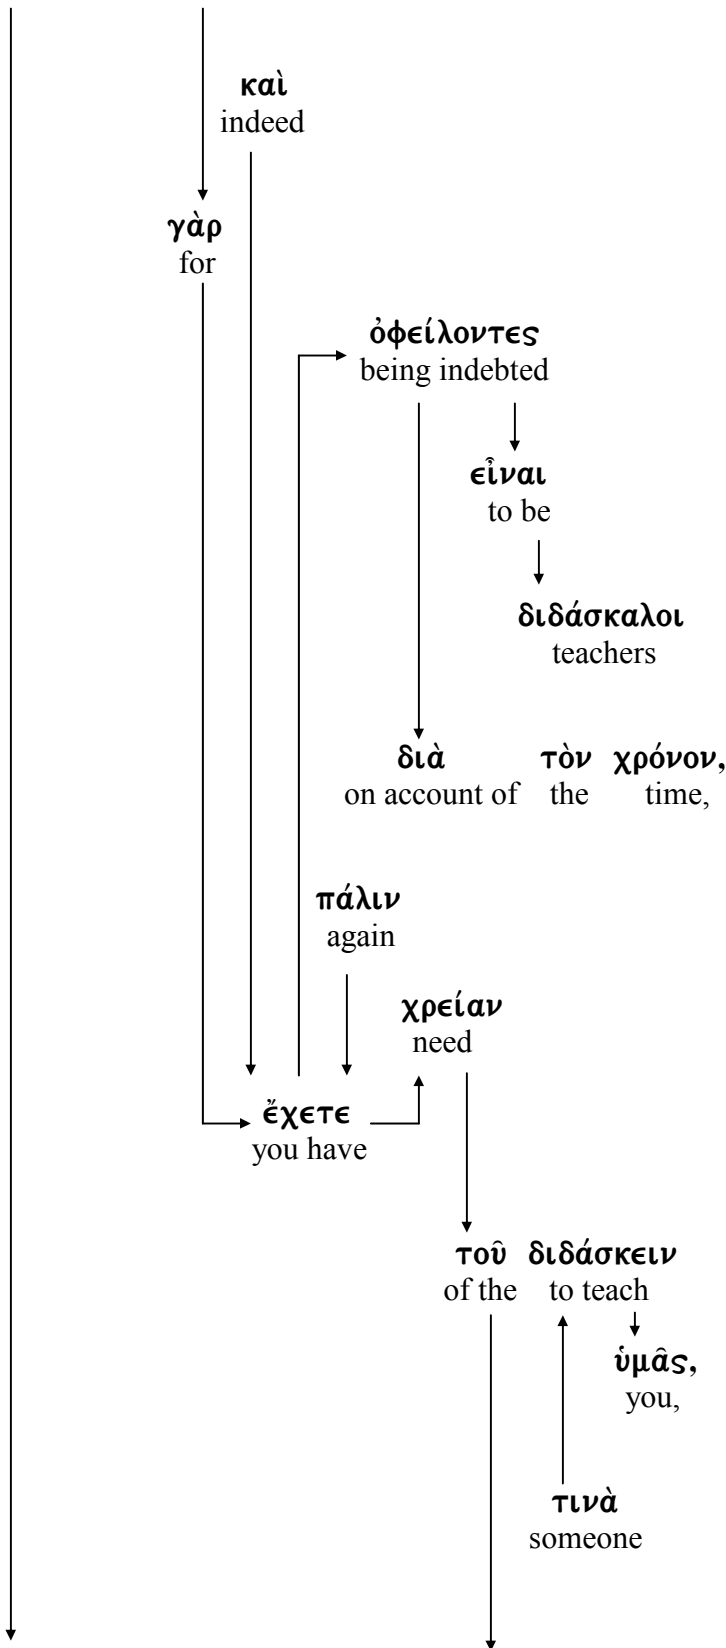 καὶ
indeed
γὰρ
for
ὀφείλοντες
being indebted
εἶναι
to be
διδάσκαλοι
teachers
διὰ τὸν χρόνον,
on account of the time,
πάλιν
again
χρείαν
need
ἔχετε
you have
τοῦ διδάσκειν
of the to teach
ὑμᾶς,
you,
τινὰ
someone